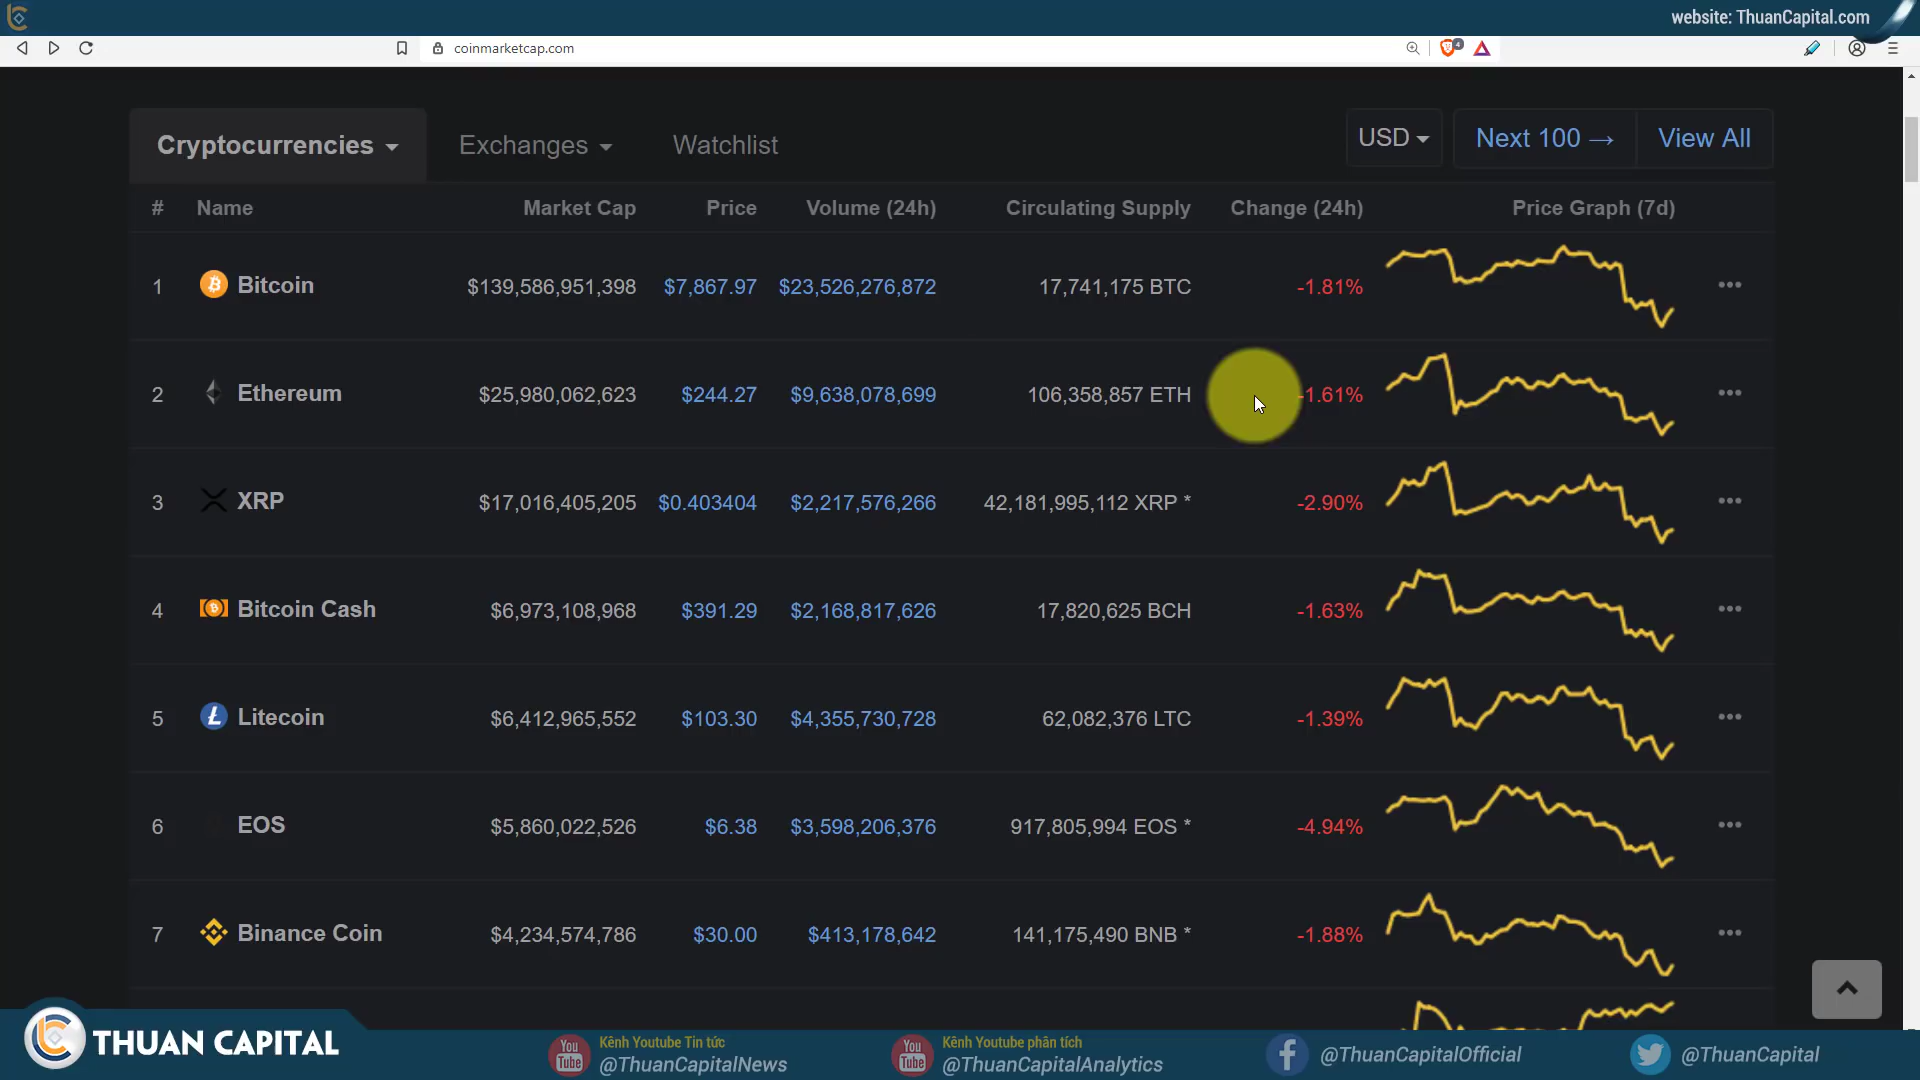 website: ThuanCapital.com
coinmarketcap.com
4
Cryptocurrencies
Exchanges
Watchlist
USD
Next 100 →
View All
# Name Market Cap Price Volume (24h) Circulating Supply Change (24h) Price Graph (7d)
1 Bitcoin $139,586,951,398 $7,867.97 $23,526,276,872 17,741,175 BTC -1.81%
2 Ethereum $25,980,062,623 $244.27 $9,638,078,699 106,358,857 ETH -1.61%
3 XRP $17,016,405,205 $0.403404 $2,217,576,266 42,181,995,112 XRP * -2.90%
4 Bitcoin Cash $6,973,108,968 $391.29 $2,168,817,626 17,820,625 BCH -1.63%
5 Litecoin $6,412,965,552 $103.30 $4,355,730,728 62,082,376 LTC -1.39%
6 EOS $5,860,022,526 $6.38 $3,598,206,376 917,805,994 EOS * -4.94%
7 Binance Coin $4,234,574,786 $30.00 $413,178,642 141,175,490 BNB * -1.88%
THUAN CAPITAL
You Tube
Kênh Youtube Tin tức
@ThuanCapitalNews
You Tube
Kênh Youtube phân tích
@ThuanCapitalAnalytics
@ThuanCapitalOfficial
@ThuanCapital